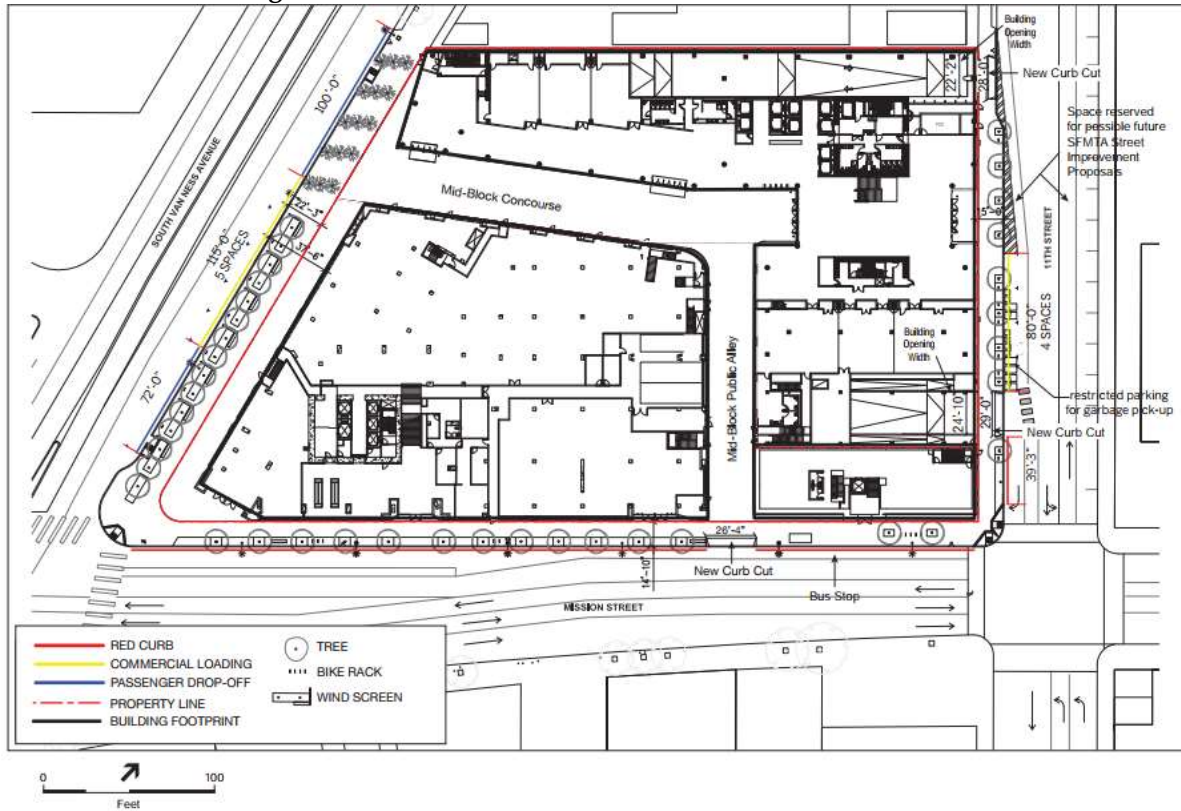 Building
Opening
Width
22'-2"
28'-0"
New Curb Cut
100'-0"
Space reserved
for possible future
SFMTA Street
Improvement
Proposals
SOUTH VAN NESS AVENUE
Mid-Block Concourse
22'-3"
37'-6"
115'-0"
5 SPACES
15'-0"
11TH STREET
80'-0"
4 SPACES
Building
Opening
Width
Mid-Block Public Alley
72'-0"
24'-10"
29'-0"
restricted parking
for garbage pick-up
New Curb Cut
39'-3"
26'-4"
14'-10"
New Curb Cut
Bus Stop
MISSION STREET
RED CURB
COMMERCIAL LOADING
PASSENGER DROP-OFF
PROPERTY LINE
BUILDING FOOTPRINT
TREE
BIKE RACK
WIND SCREEN
0
100
Feet